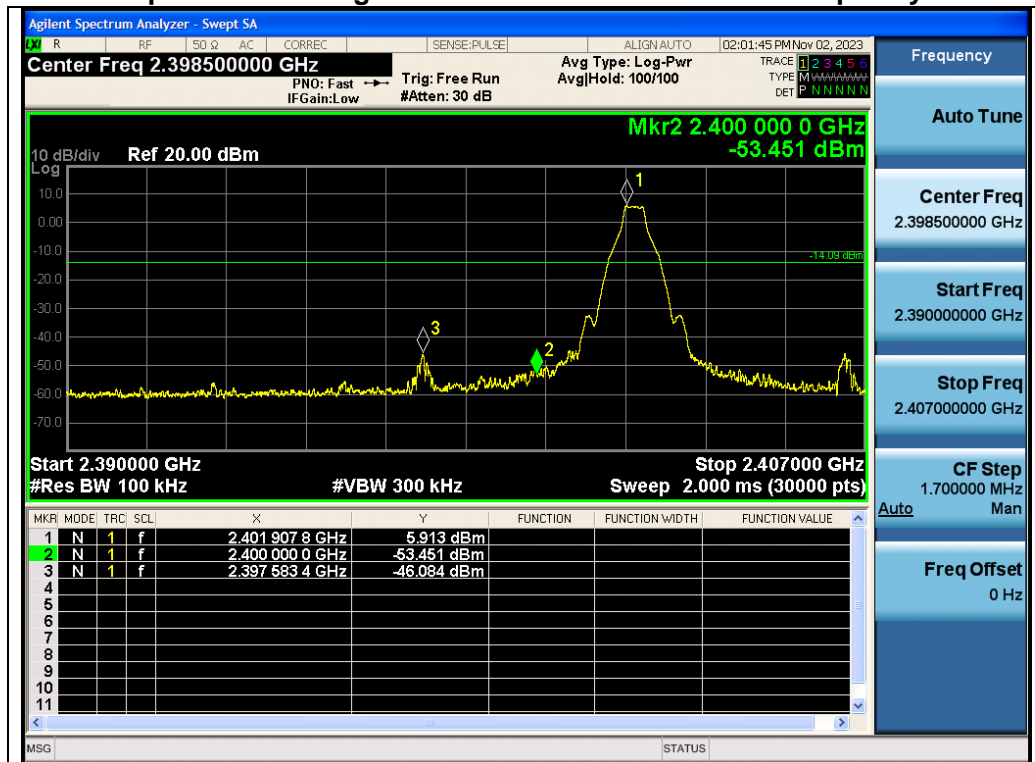 Agilent Spectrum Analyzer - Swept SA
LXI R RF 50 Ω AC CORREC SENSE:PULSE ALIGN AUTO 02:01:45 PM Nov 02, 2023
Center Freq 2.398500000 GHz
PNO: Fast
IFGain:Low
Trig: Free Run
#Atten: 30 dB
Avg Type: Log-Pwr
Avg|Hold: 100/100
TRACE 1 2 3 4 5 6
TYPE M
DET P N N N N N
Mkr2 2.400 000 0 GHz
-53.451 dBm
10 dB/div Ref 20.00 dBm
Log
10.0
0.00
-10.0
-20.0
-30.0
-40.0
-50.0
-60.0
-70.0
1
-14.09 dBm
3
2
Start 2.390000 GHz Stop 2.407000 GHz
#Res BW 100 kHz #VBW 300 kHz Sweep 2.000 ms (30000 pts)
MKR MODE TRC SCL X Y FUNCTION FUNCTION WIDTH FUNCTION VALUE
1 N 1 f 2.401 907 8 GHz 5.913 dBm
2 N 1 f 2.400 000 0 GHz -53.451 dBm
3 N 1 f 2.397 583 4 GHz -46.084 dBm
4
5
6
7
8
9
10
11
MSG STATUS
Frequency
Auto Tune
Center Freq
2.398500000 GHz
Start Freq
2.390000000 GHz
Stop Freq
2.407000000 GHz
CF Step
1.700000 MHz
Auto Man
Freq Offset
0 Hz